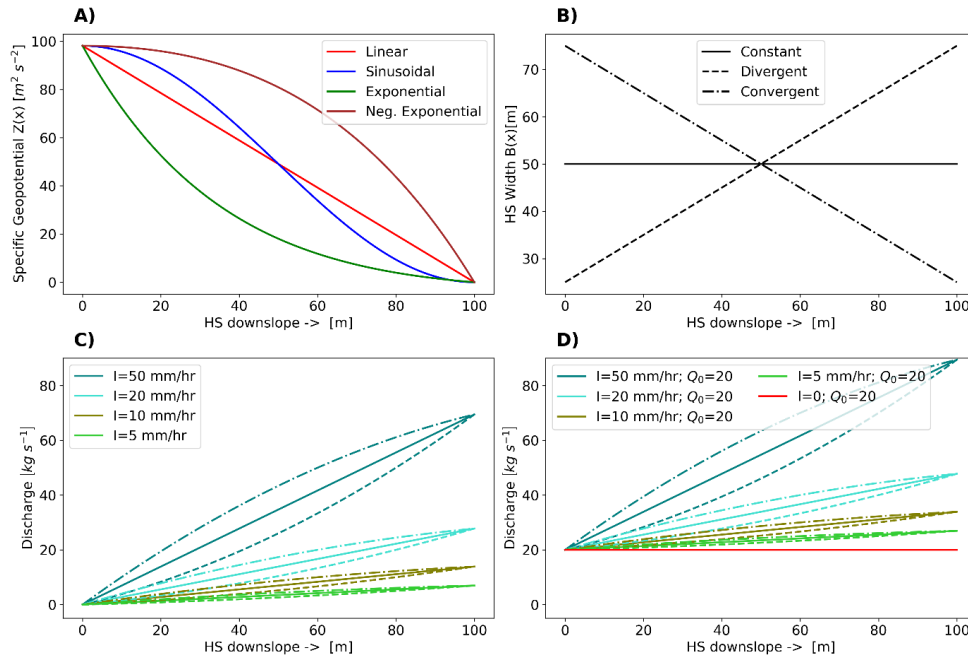 A)
B)
Specific Geopotential Z(x) [m² s⁻²]
100
80
60
40
20
0
Linear
Sinusoidal
Exponential
Neg. Exponential
0 20 40 60 80 100
HS downslope -> [m]
HS Width B(x)[m]
70
60
50
40
30
Constant
Divergent
Convergent
0 20 40 60 80 100
HS downslope -> [m]
C)
D)
Discharge [kg s⁻¹]
80
60
40
20
0
I=50 mm/hr
I=20 mm/hr
I=10 mm/hr
I=5 mm/hr
0 20 40 60 80 100
HS downslope -> [m]
Discharge [kg s⁻¹]
80
60
40
20
0
I=50 mm/hr; Q₀=20
I=20 mm/hr; Q₀=20
I=10 mm/hr; Q₀=20
I=5 mm/hr; Q₀=20
I=0; Q₀=20
0 20 40 60 80 100
HS downslope -> [m]